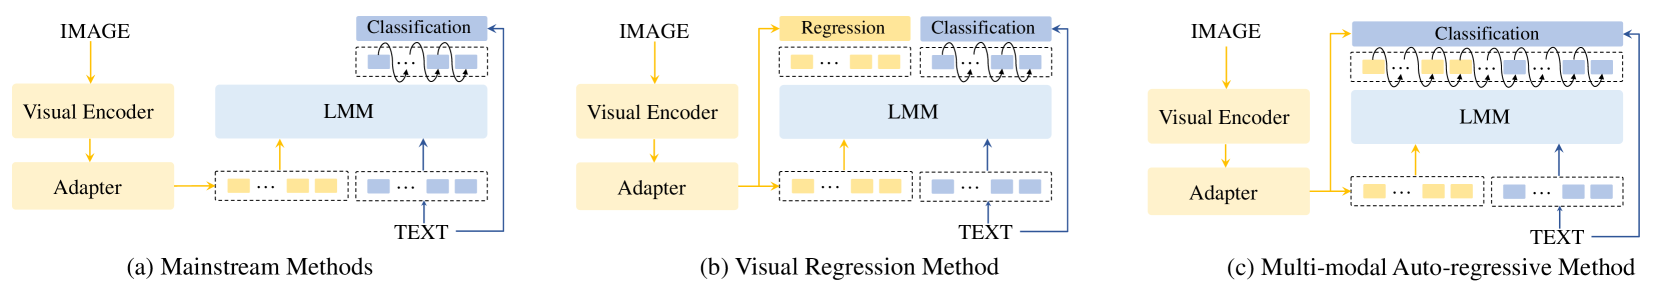 IMAGE
Classification
Visual Encoder
LMM
Adapter
TEXT
(a) Mainstream Methods
IMAGE
Regression
Classification
Visual Encoder
LMM
Adapter
TEXT
(b) Visual Regression Method
IMAGE
Classification
Visual Encoder
LMM
Adapter
TEXT
(c) Multi-modal Auto-regressive Method